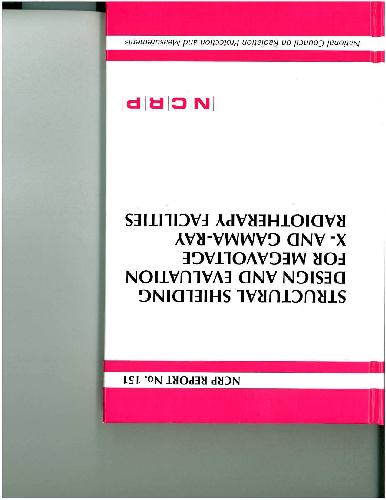 NCRP REPORT No. 151
STRUCTURAL SHIELDING
DESIGN AND EVALUATION
FOR MEGAVOLTAGE
X- AND GAMMA-RAY
RADIOTHERAPY FACILITIES
N|C|R|P
National Council on Radiation Protection and Measurements